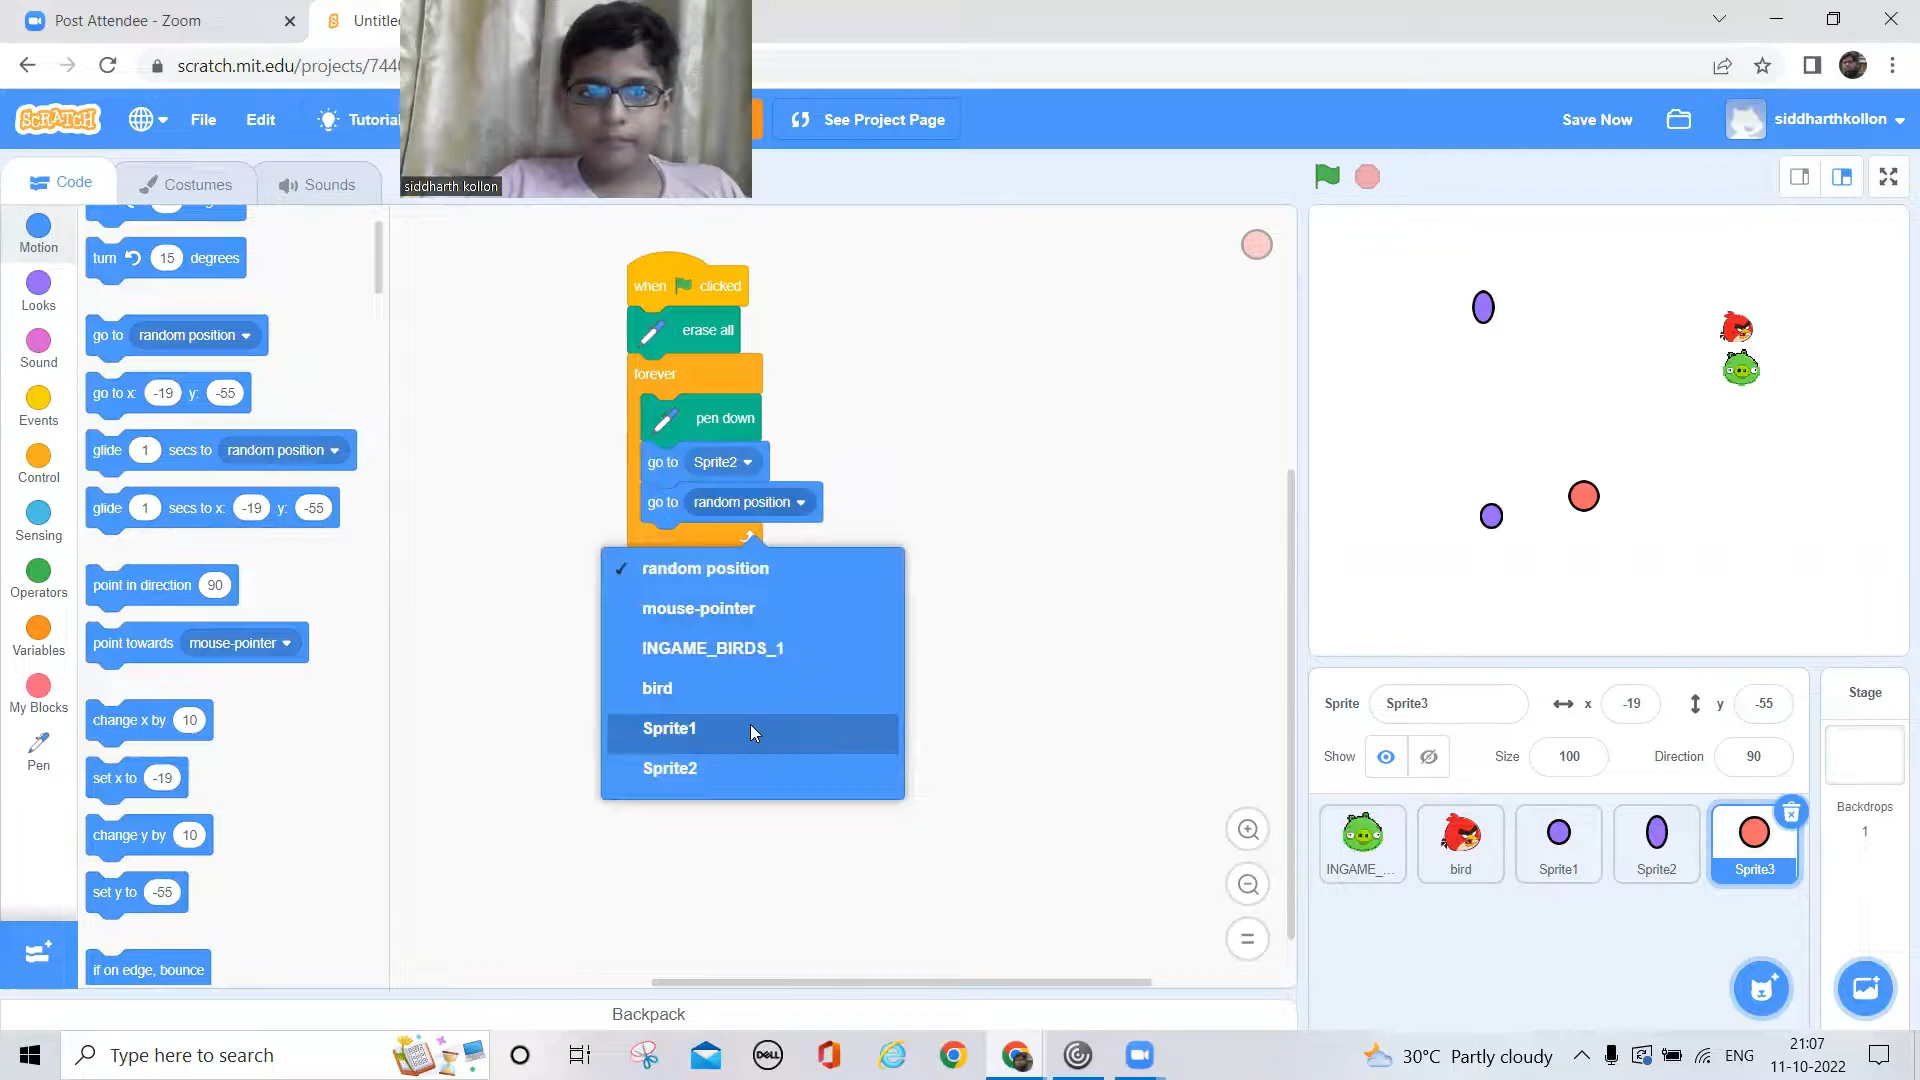 Post Attendee - Zoom
Untitle
scratch.mit.edu/projects/744
SCRATCH
File
Edit
Tutoria
See Project Page
Save Now
siddharthkollon
siddharth kollon
Code
Costumes
Sounds
Motion
Looks
Sound
Events
Control
Sensing
Operators
Variables
My Blocks
Pen
turn 15 degrees
go to random position
go to x: -19 y: -55
glide 1 secs to random position
glide 1 secs to x: -19 y: -55
point in direction 90
point towards mouse-pointer
change x by 10
set x to -19
change y by 10
set y to -55
if on edge, bounce
when clicked
erase all
forever
pen down
go to Sprite2
go to random position
✓ random position
mouse-pointer
INGAME_BIRDS_1
bird
Sprite1
Sprite2
Sprite Sprite3 x -19 y -55
Show Size 100 Direction 90
INGAME_...
bird
Sprite1
Sprite2
Sprite3
Stage
Backdrops
1
Backpack
Type here to search
DELL
30°C Partly cloudy
ENG
21:07
11-10-2022